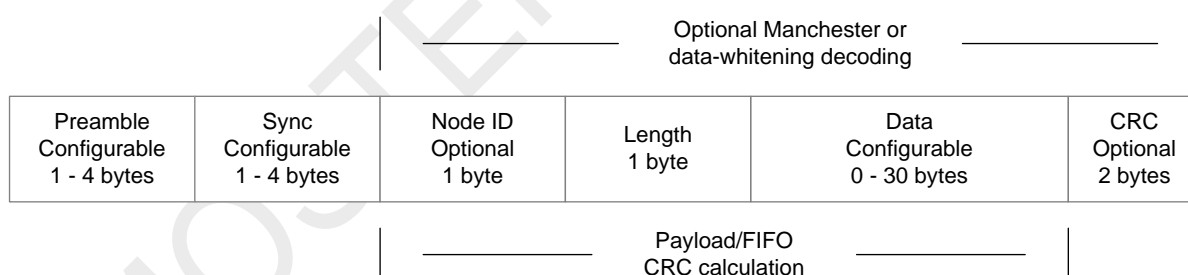 Optional Manchester or
data-whitening decoding
Preamble
Configurable
1 - 4 bytes
Sync
Configurable
1 - 4 bytes
Node ID
Optional
1 byte
Length
1 byte
Data
Configurable
0 - 30 bytes
CRC
Optional
2 bytes
Payload/FIFO
CRC calculation